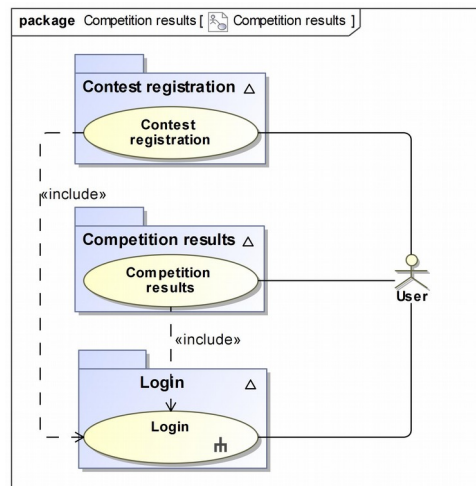 package Competition results [ Competition results ]
Contest registration
Contest
registration
«include»
Competition results
Competition
results
User
«include»
Login
Login